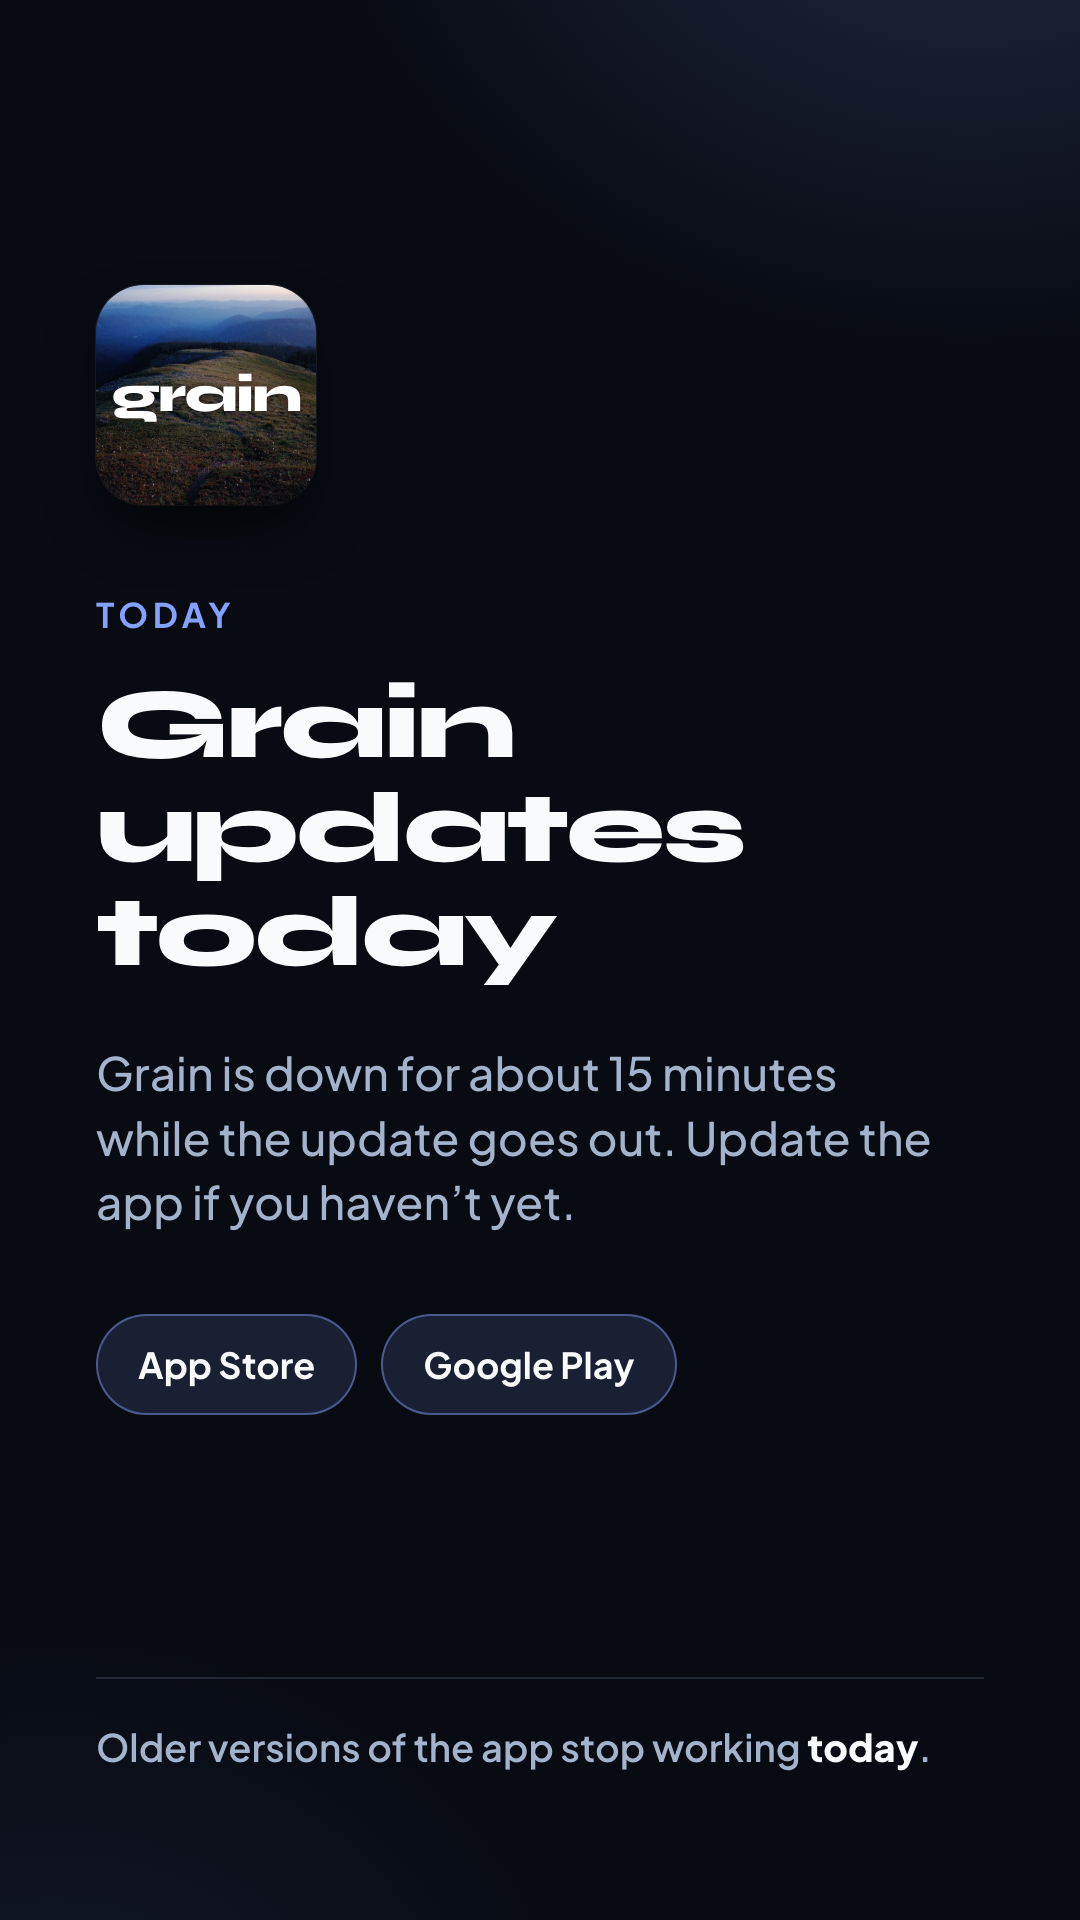 grain
TODAY
Grain
updates
today
Grain is down for about 15 minutes
while the update goes out. Update the
app if you haven’t yet.
App Store
Google Play
Older versions of the app stop working today.